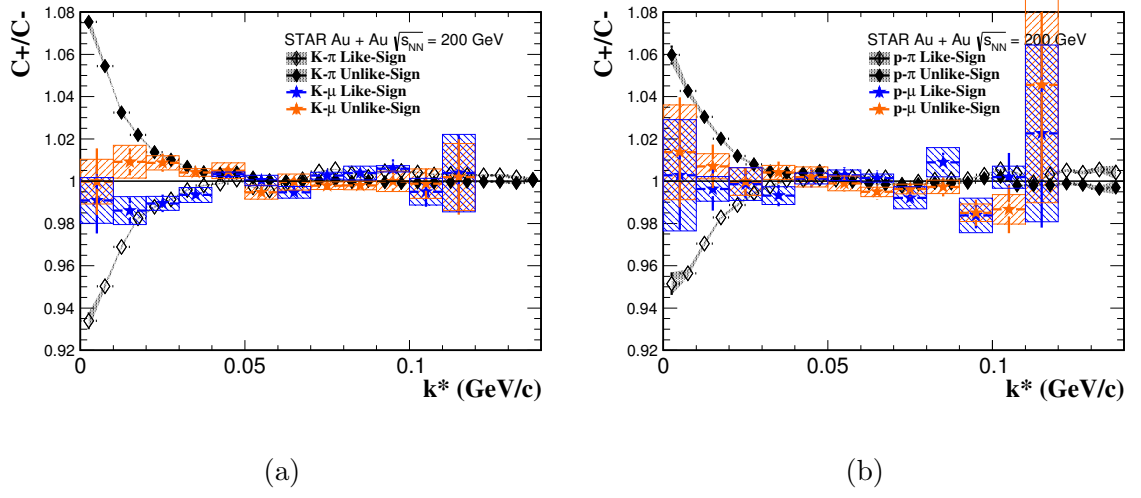 C+/C-
1.08
1.06
1.04
1.02
1
0.98
0.96
0.94
0.92
STAR Au + Au √s_NN = 200 GeV
K-π Like-Sign
K-π Unlike-Sign
K-μ Like-Sign
K-μ Unlike-Sign
0 0.05 0.1
k* (GeV/c)
(a)
C+/C-
1.08
1.06
1.04
1.02
1
0.98
0.96
0.94
0.92
STAR Au + Au √s_NN = 200 GeV
p-π Like-Sign
p-π Unlike-Sign
p-μ Like-Sign
p-μ Unlike-Sign
0 0.05 0.1
k* (GeV/c)
(b)